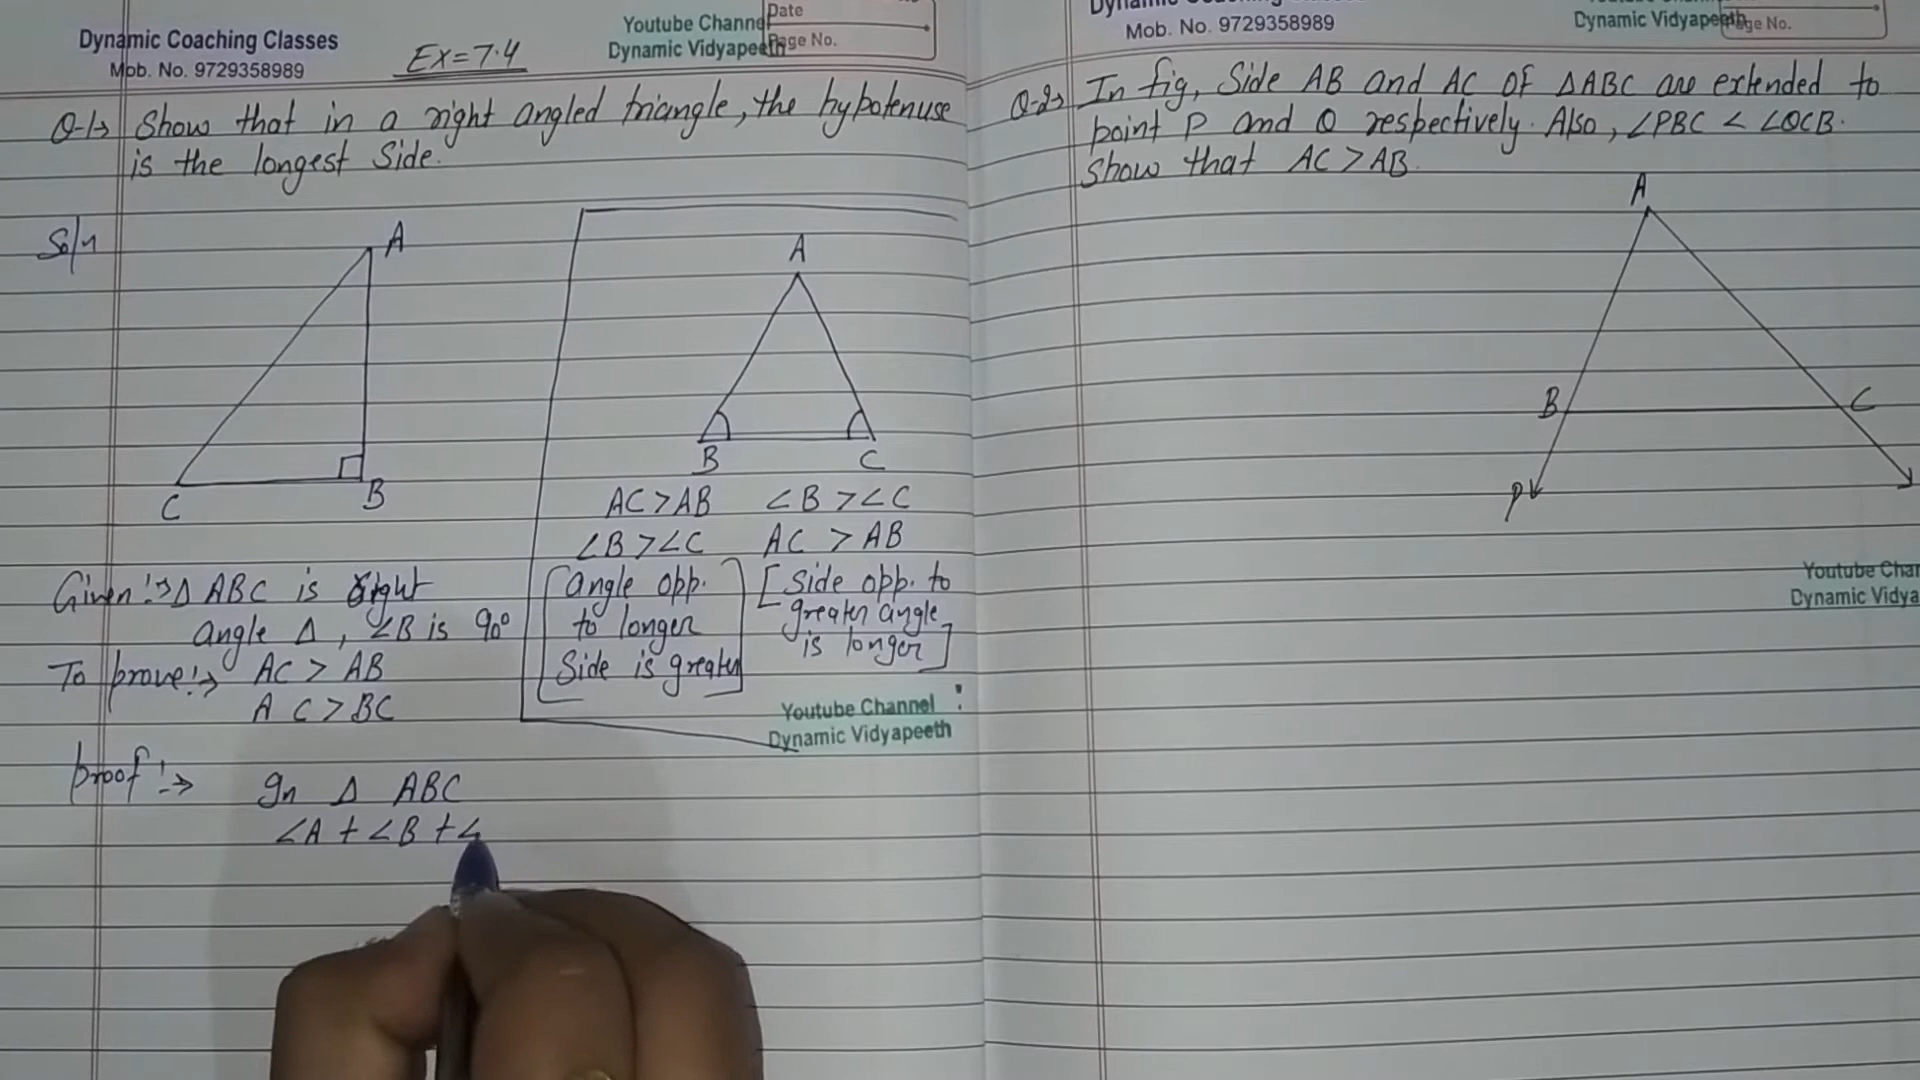 Dynamic Coaching Classes
Mob. No. 9729358989
Ex = 7.4
Youtube Channel
Dynamic Vidyapeeth
Date
Page No.
Q-1→ Show that in a right angled triangle, the hypotenuse
is the longest Side.
Soln
A
C
B
A
B
C
AC > AB ∠B > ∠C
∠B > ∠C AC > AB
[angle opp.
to longer
Side is greater]
[Side opp. to
greater angle
is longer]
Given :→ Δ ABC is right
angle Δ, ∠B is 90°
To prove :→ AC > AB
AC > BC
Youtube Channel
Dynamic Vidyapeeth
Proof :→ In Δ ABC
∠A + ∠B + ∠
Mob. No. 9729358989
Dynamic Vidyapeeth
Page No.
Q-2→ In fig, Side AB and AC of ΔABC are extended to
point P and Q respectively. Also, ∠PBC < ∠QCB.
Show that AC > AB.
A
B
C
P
Youtube Chan
Dynamic Vidya